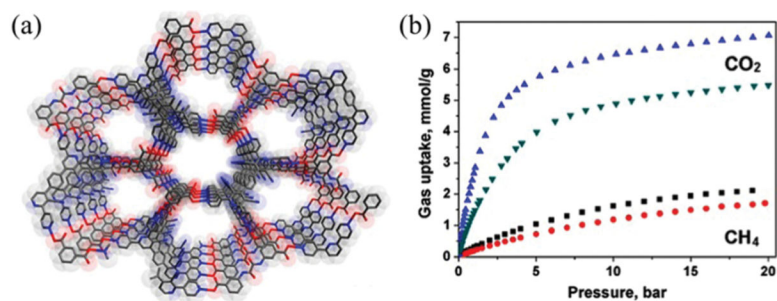 (a)
(b)
7
6
5
4
3
2
1
0
Gas uptake, mmol/g
CO₂
CH₄
0
5
10
15
20
Pressure, bar